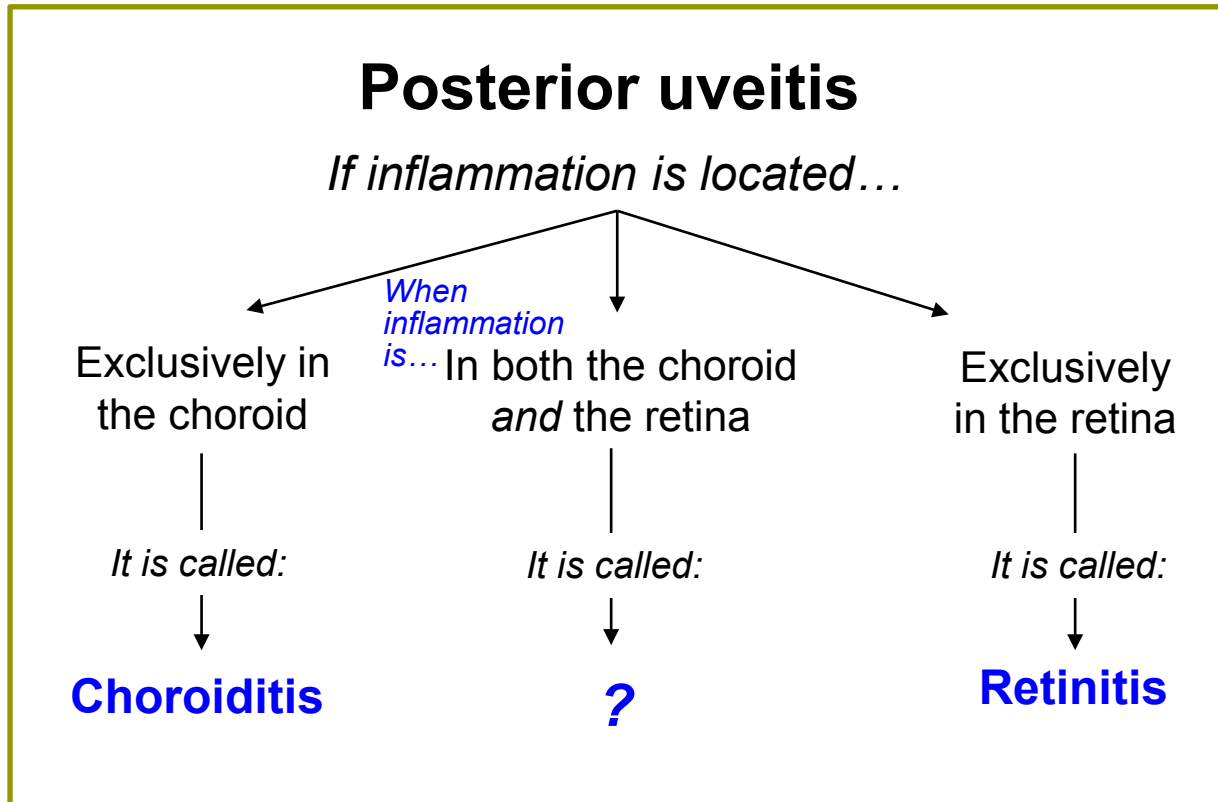 Posterior uveitis
If inflammation is located…
When
inflammation
is…
Exclusively in
the choroid
In both the choroid
and the retina
Exclusively
in the retina
It is called:
It is called:
It is called:
Choroiditis
?
Retinitis